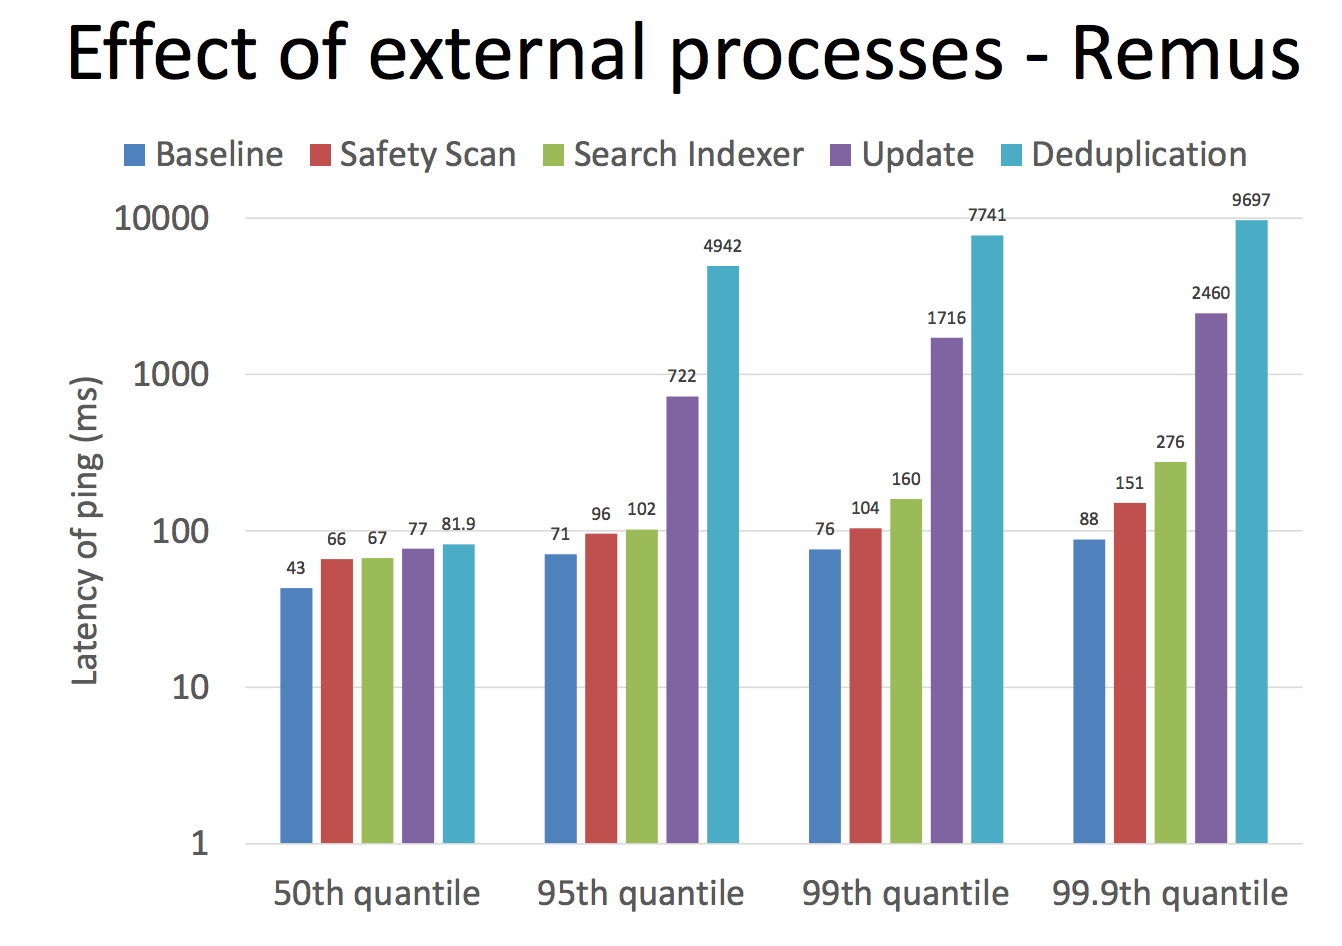 Effect of external processes - Remus
Baseline Safety Scan Search Indexer Update Deduplication
Latency of ping (ms)
10000
1000
100
10
1
43 66 67 77 81.9
71 96 102 722 4942
76 104 160 1716 7741
88 151 276 2460 9697
50th quantile 95th quantile 99th quantile 99.9th quantile